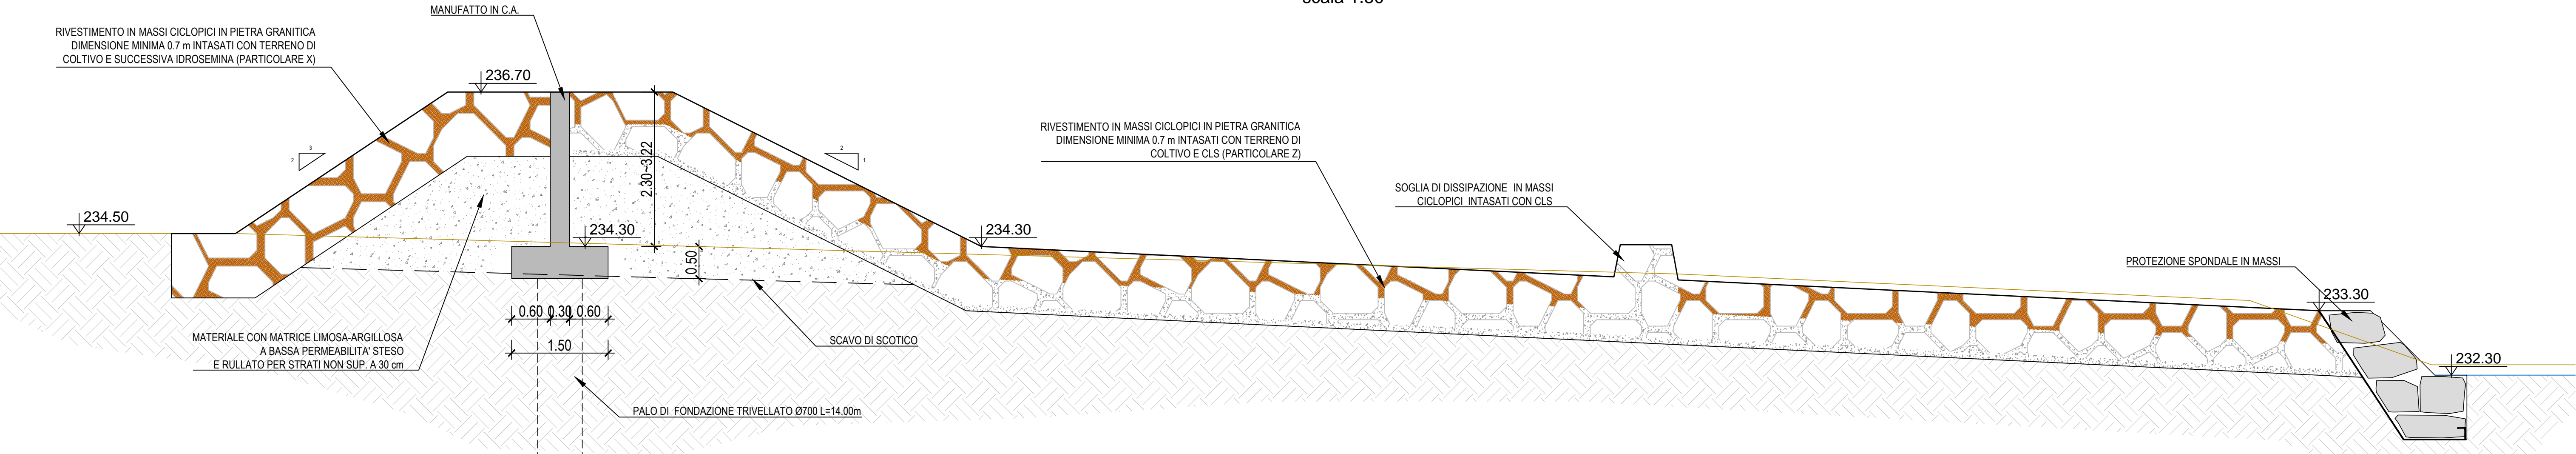 scala 1:50
MANUFATTO IN C.A.
RIVESTIMENTO IN MASSI CICLOPICI IN PIETRA GRANITICA
DIMENSIONE MINIMA 0.7 m INTASATI CON TERRENO DI
COLTIVO E SUCCESSIVA IDROSEMINA (PARTICOLARE X)
236.70
3
2
2
1
2.30~3.22
RIVESTIMENTO IN MASSI CICLOPICI IN PIETRA GRANITICA
DIMENSIONE MINIMA 0.7 m INTASATI CON TERRENO DI
COLTIVO E CLS (PARTICOLARE Z)
SOGLIA DI DISSIPAZIONE IN MASSI
CICLOPICI INTASATI CON CLS
234.50
234.30
234.30
0.50
PROTEZIONE SPONDALE IN MASSI
233.30
0.60
0.30
0.60
1.50
MATERIALE CON MATRICE LIMOSA-ARGILLOSA
A BASSA PERMEABILITA' STESO
E RULLATO PER STRATI NON SUP. A 30 cm
SCAVO DI SCOTICO
232.30
PALO DI FONDAZIONE TRIVELLATO Ø700 L=14.00m